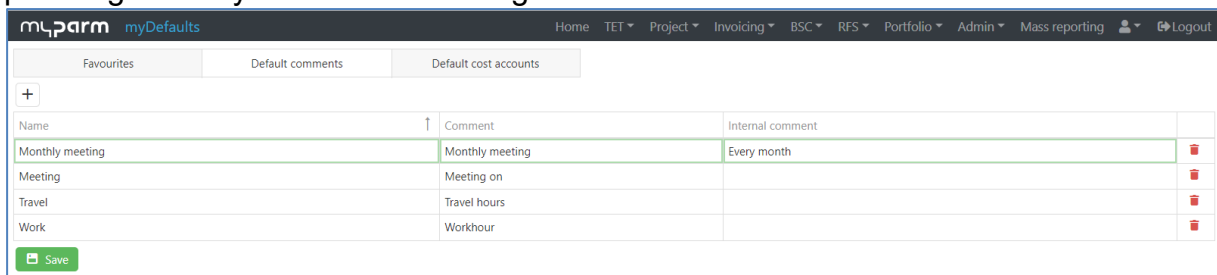 myparm myDefaults Home TET Project Invoicing BSC RFS Portfolio Admin Mass reporting Logout
Favourites Default comments Default cost accounts
+
Name ↑ Comment Internal comment
Monthly meeting Monthly meeting Every month
Meeting Meeting on
Travel Travel hours
Work Workhour
Save